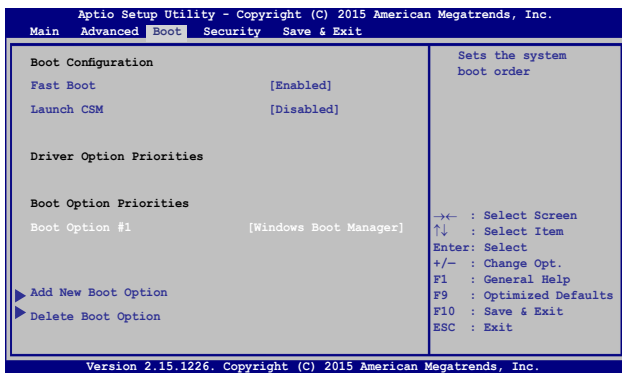 Aptio Setup Utility - Copyright (C) 2015 American Megatrends, Inc.
Main Advanced Boot Security Save & Exit
Boot Configuration
Fast Boot [Enabled]
Launch CSM [Disabled]
Driver Option Priorities
Boot Option Priorities
Boot Option #1 [Windows Boot Manager]
Add New Boot Option
Delete Boot Option
Sets the system
boot order
→← : Select Screen
↑↓ : Select Item
Enter: Select
+/— : Change Opt.
F1 : General Help
F9 : Optimized Defaults
F10 : Save & Exit
ESC : Exit
Version 2.15.1226. Copyright (C) 2015 American Megatrends, Inc.